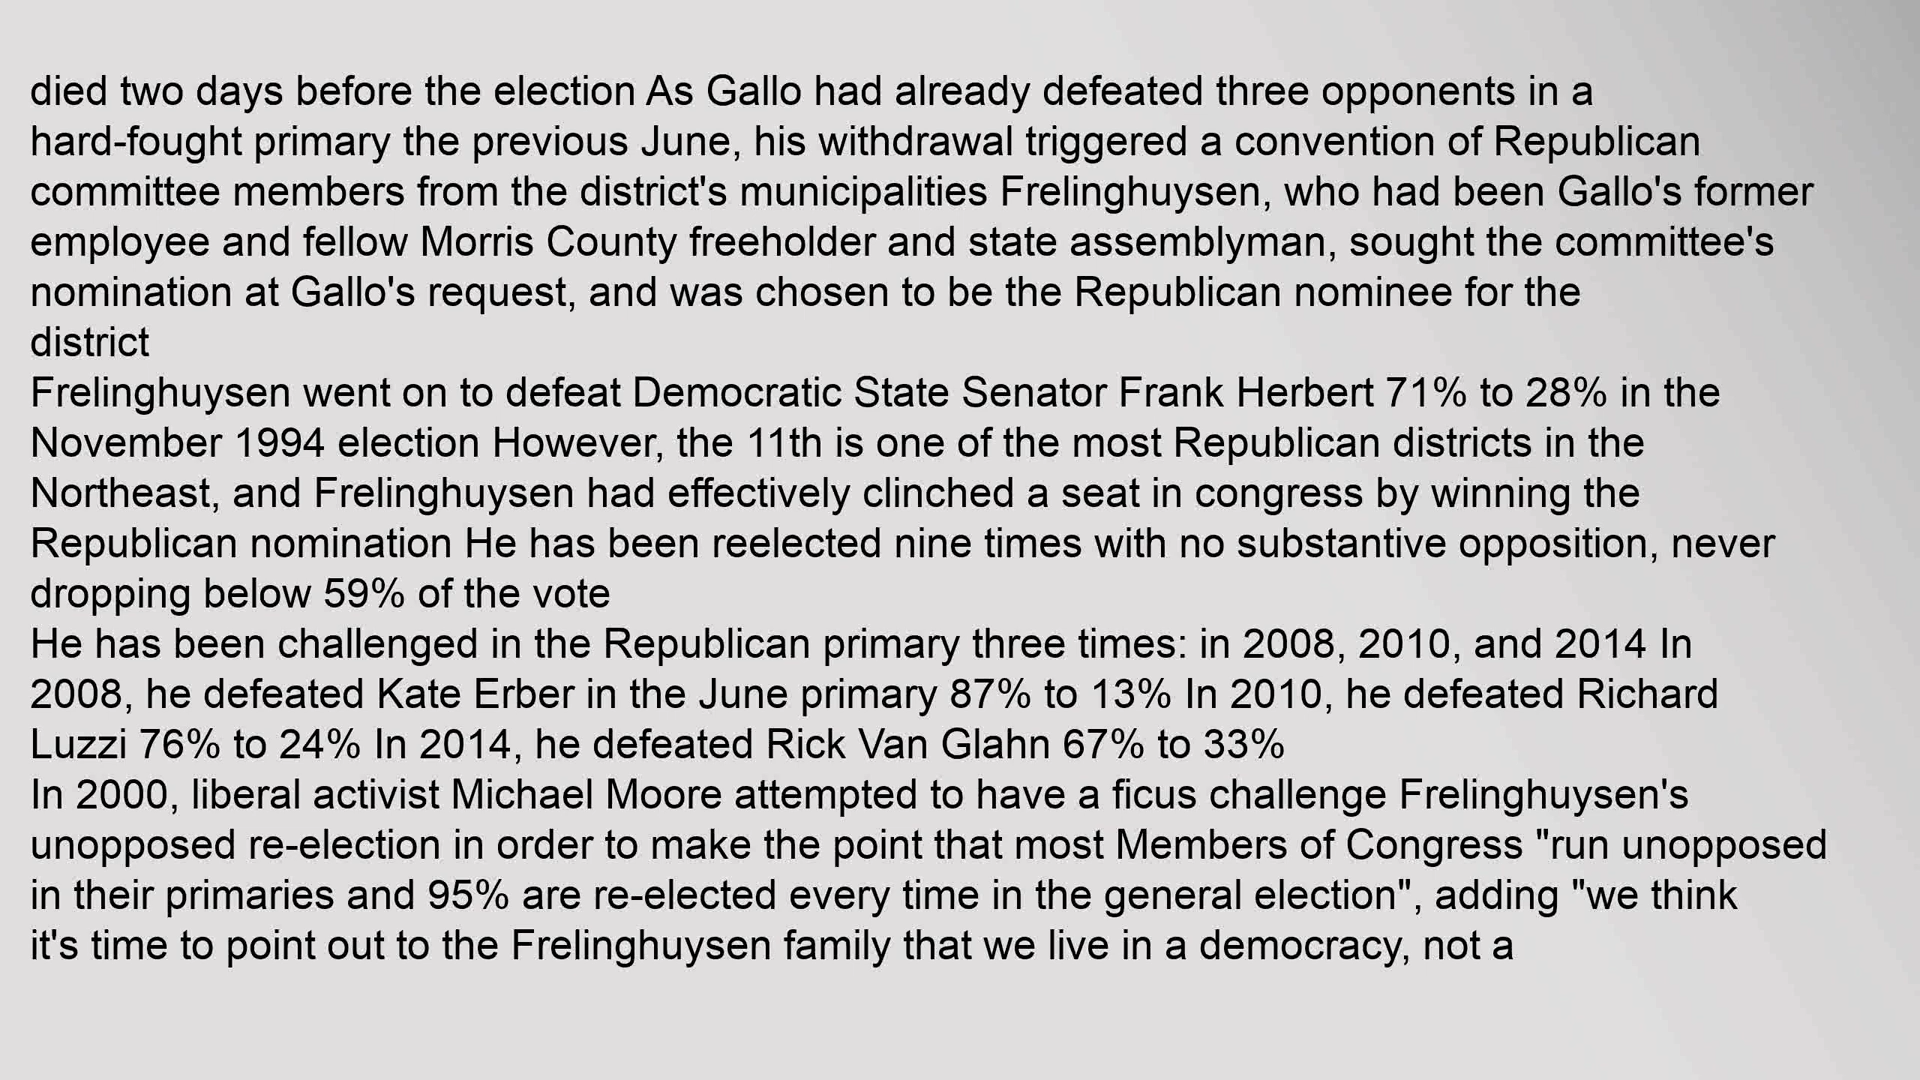 died two days before the election As Gallo had already defeated three opponents in a
hard-fought primary the previous June, his withdrawal triggered a convention of Republican
committee members from the district's municipalities Frelinghuysen, who had been Gallo's former
employee and fellow Morris County freeholder and state assemblyman, sought the committee's
nomination at Gallo's request, and was chosen to be the Republican nominee for the
district
Frelinghuysen went on to defeat Democratic State Senator Frank Herbert 71% to 28% in the
November 1994 election However, the 11th is one of the most Republican districts in the
Northeast, and Frelinghuysen had effectively clinched a seat in congress by winning the
Republican nomination He has been reelected nine times with no substantive opposition, never
dropping below 59% of the vote
He has been challenged in the Republican primary three times: in 2008, 2010, and 2014 In
2008, he defeated Kate Erber in the June primary 87% to 13% In 2010, he defeated Richard
Luzzi 76% to 24% In 2014, he defeated Rick Van Glahn 67% to 33%
In 2000, liberal activist Michael Moore attempted to have a ficus challenge Frelinghuysen's
unopposed re-election in order to make the point that most Members of Congress "run unopposed
in their primaries and 95% are re-elected every time in the general election", adding "we think
it's time to point out to the Frelinghuysen family that we live in a democracy, not a